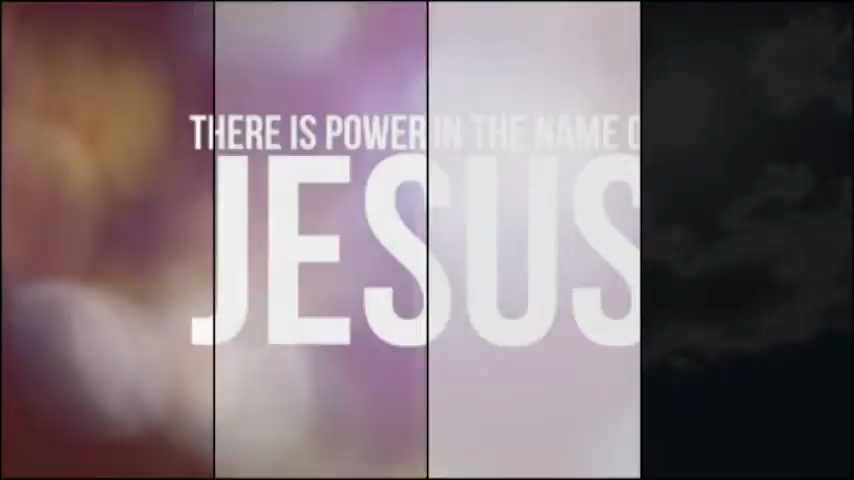 THERE IS POWER IN THE NAME O
JESUS